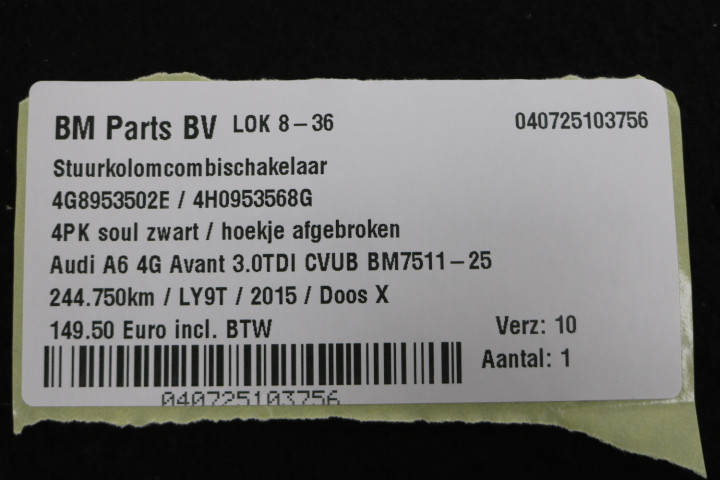 BM Parts BV LOK 8-36 040725103756
Stuurkolomcombischakelaar
4G8953502E / 4H0953568G
4PK soul zwart / hoekje afgebroken
Audi A6 4G Avant 3.0TDI CVUB BM7511-25
244.750km / LY9T / 2015 / Doos X
149.50 Euro incl. BTW Verz: 10
Aantal: 1
040725103756